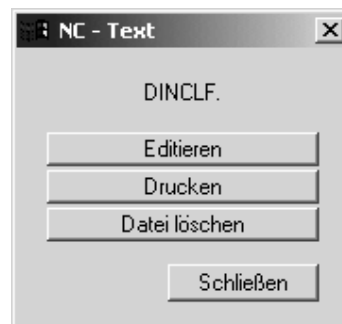 NC - Text
DINCLF.
Editieren
Drucken
Datei löschen
Schließen